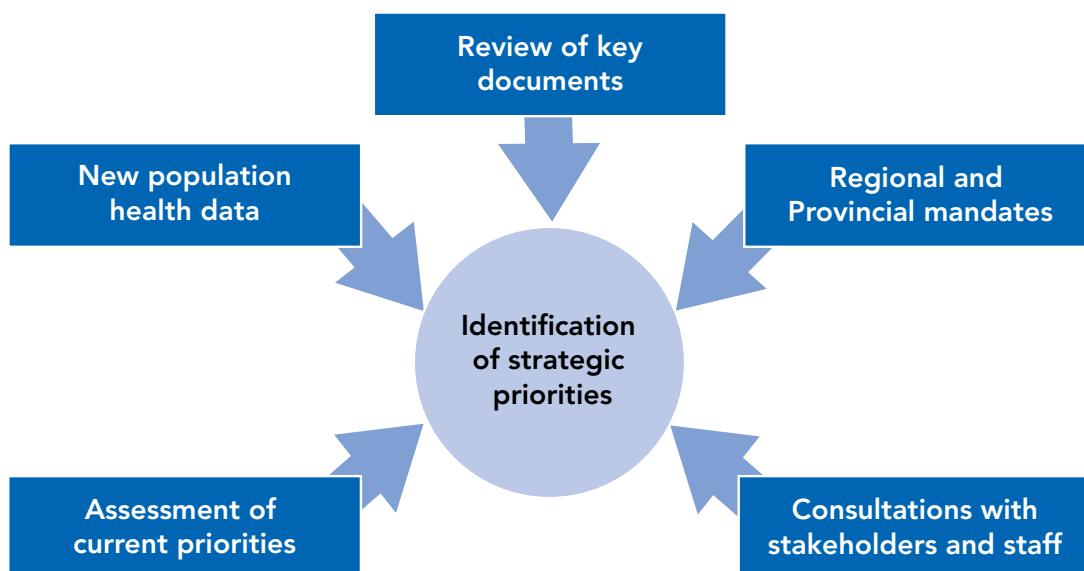 Review of key
documents
New population
health data
Regional and
Provincial mandates
Identification
of strategic
priorities
Assessment of
current priorities
Consultations with
stakeholders and staff